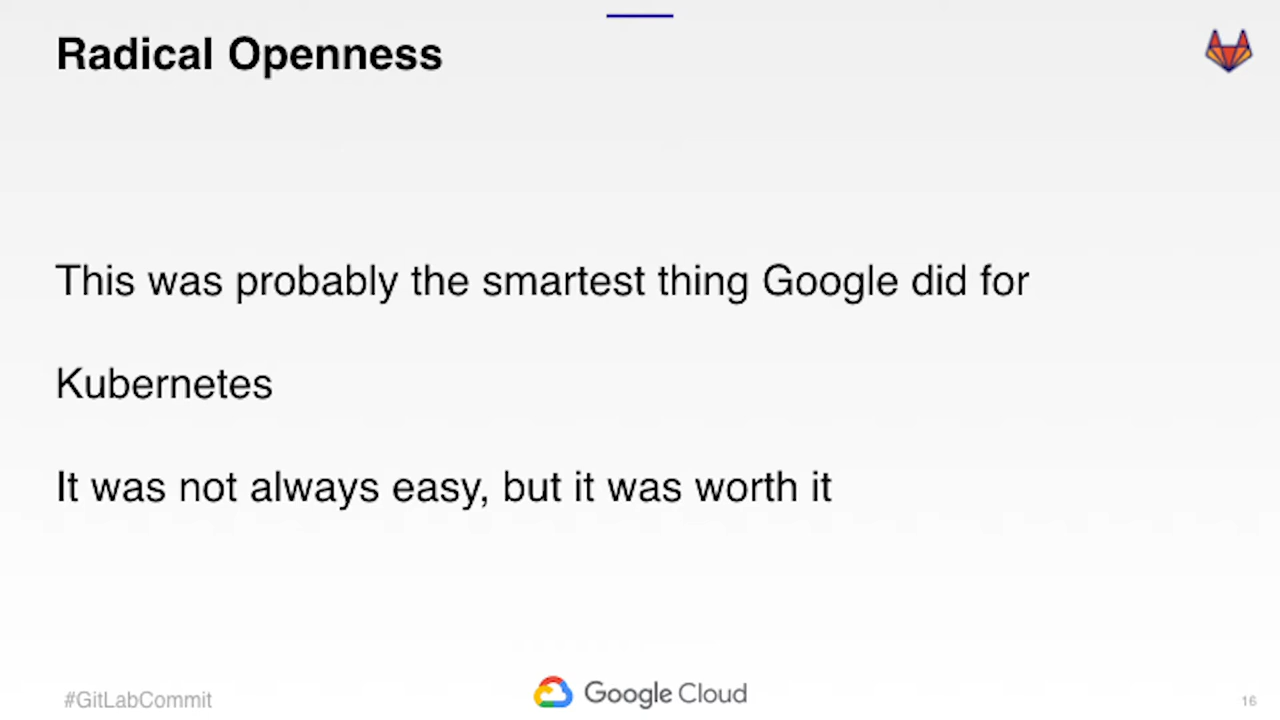 Radical Openness
This was probably the smartest thing Google did for
Kubernetes
It was not always easy, but it was worth it
#GitLabCommit
Google Cloud
16